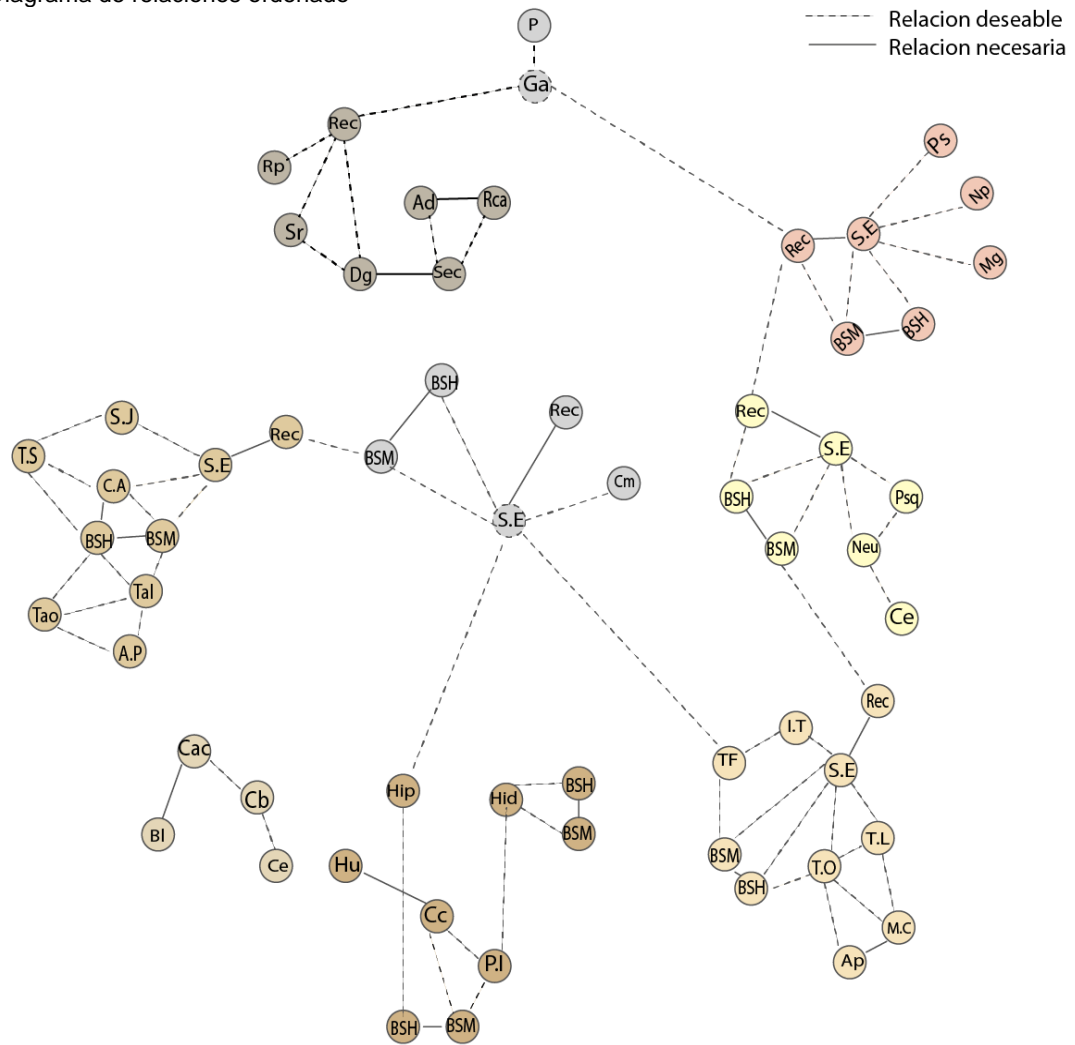 diagrama de relaciones ordenado
P
Relacion deseable
Relacion necesaria
Ga
Rec
Rp
Ad
Rca
Sr
Dg
Sec
Ps
Np
Rec
S.E
Mg
BSM
BSH
BSH
Rec
BSM
Cm
S.E
S.J
Rec
T.S
S.E
C.A
BSH
BSM
Tal
Tao
A.P
Rec
S.E
BSH
Psq
BSM
Neu
Ce
Rec
I.T
TF
S.E
T.L
BSM
T.O
BSH
M.C
Ap
Cac
Cb
Bl
Ce
Hip
Hid
BSH
BSM
Hu
Cc
P.I
BSH
BSM